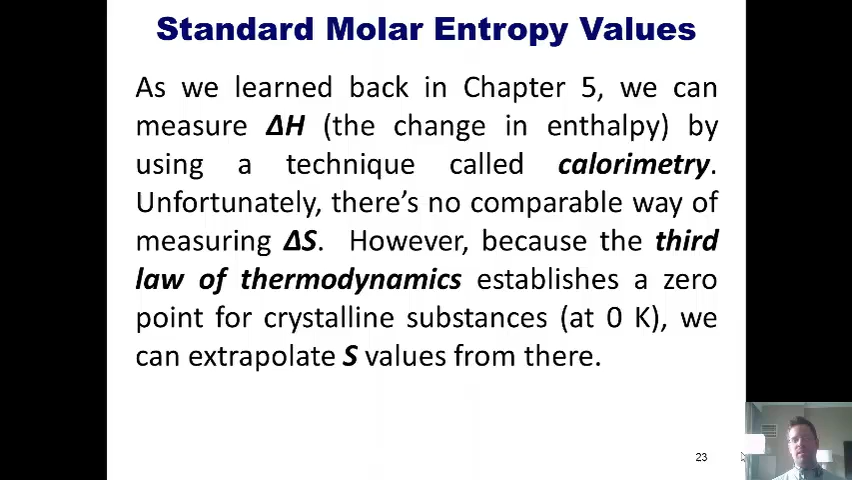 Standard Molar Entropy Values
As we learned back in Chapter 5, we can
measure ΔH (the change in enthalpy) by
using a technique called calorimetry.
Unfortunately, there’s no comparable way of
measuring ΔS. However, because the third
law of thermodynamics establishes a zero
point for crystalline substances (at 0 K), we
can extrapolate S values from there.
23